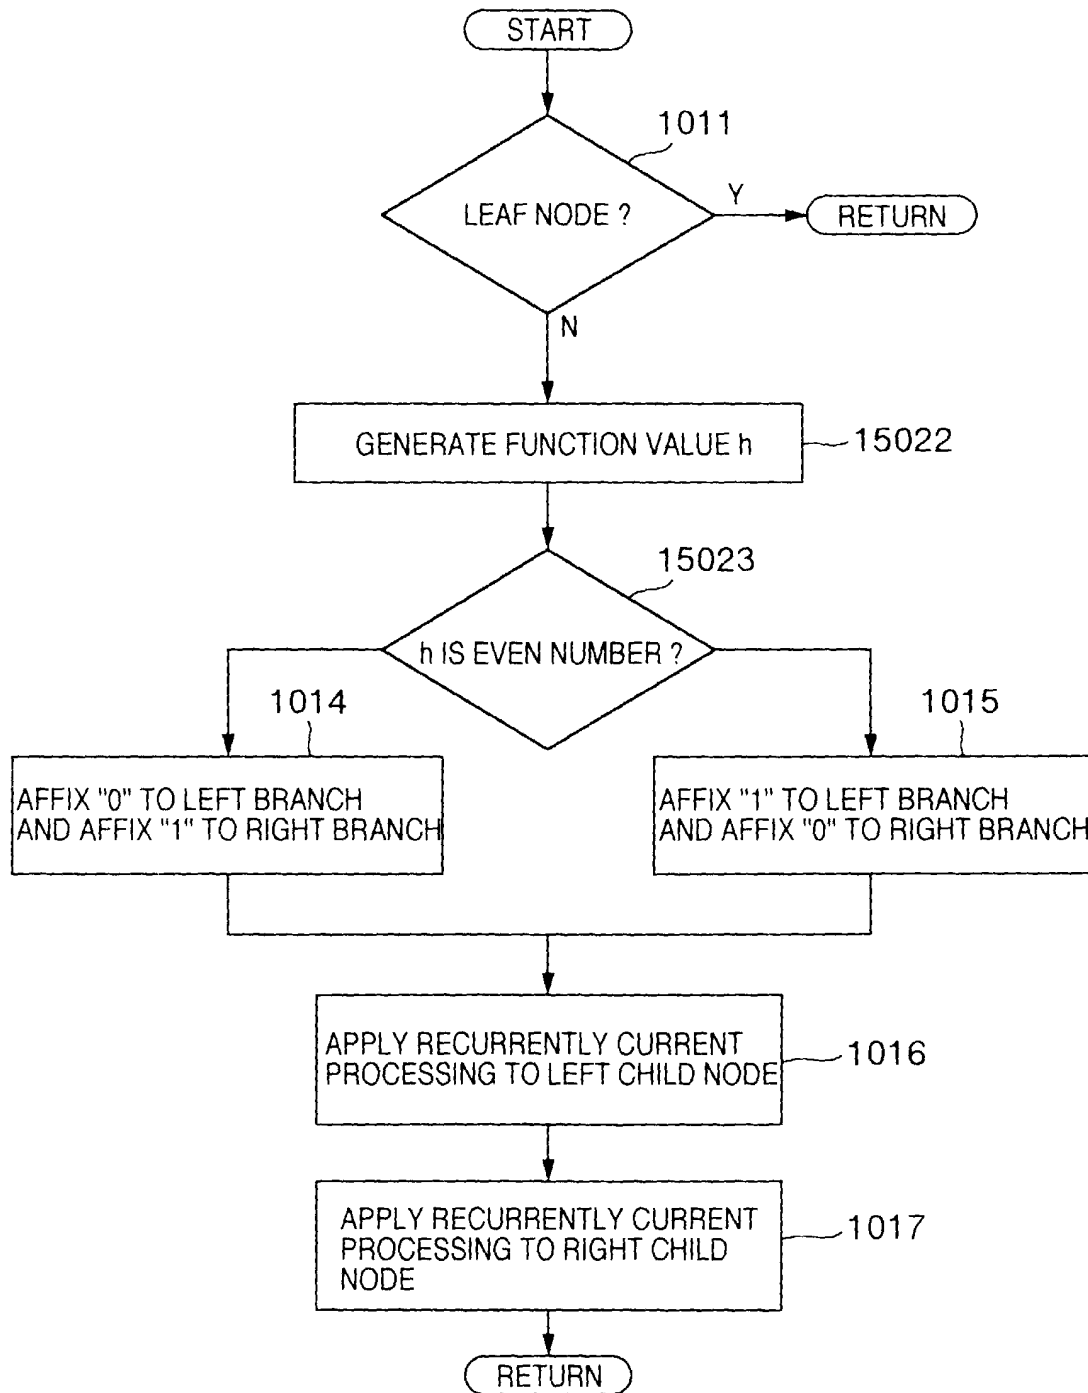 START
1011
LEAF NODE ?
Y
RETURN
N
GENERATE FUNCTION VALUE h
15022
15023
h IS EVEN NUMBER ?
1014
1015
AFFIX "0" TO LEFT BRANCH
AND AFFIX "1" TO RIGHT BRANCH
AFFIX "1" TO LEFT BRANCH
AND AFFIX "0" TO RIGHT BRANCH
APPLY RECURRENTLY CURRENT
PROCESSING TO LEFT CHILD NODE
1016
APPLY RECURRENTLY CURRENT
PROCESSING TO RIGHT CHILD
NODE
1017
RETURN